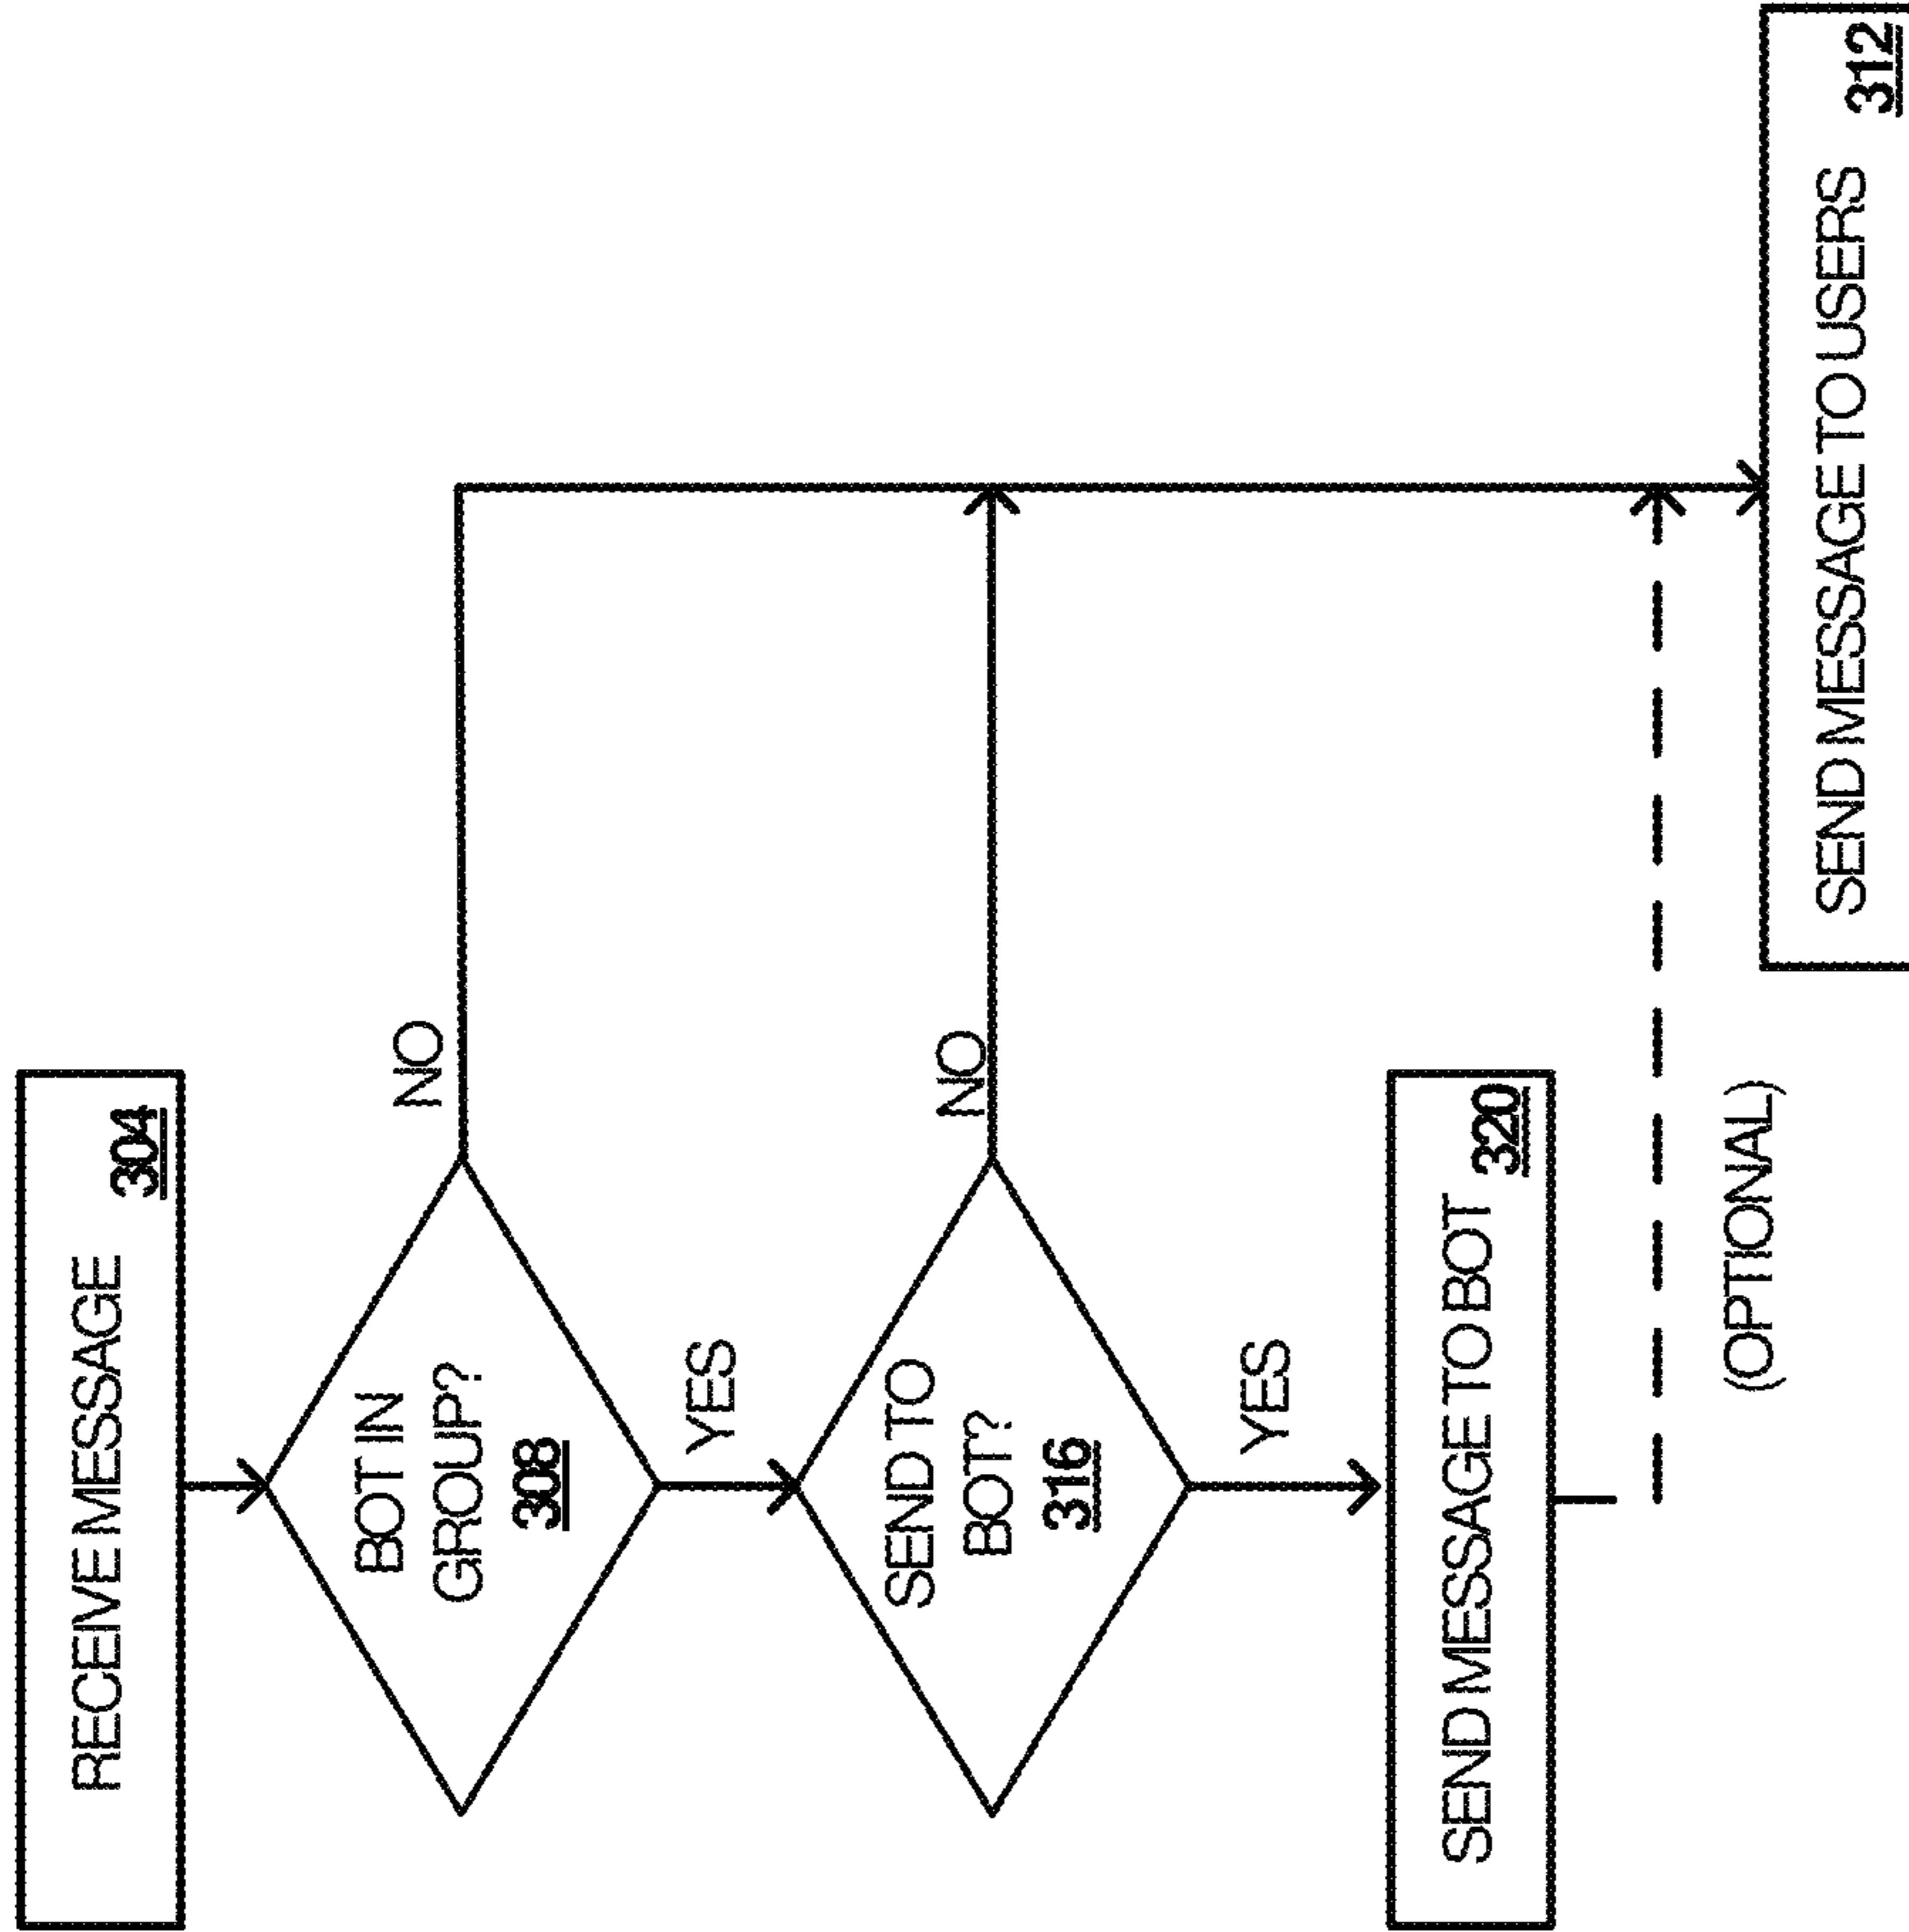 RECEIVE MESSAGE 304
BOT IN
GROUP?
308
NO
YES
SEND TO
BOT?
316
NO
YES
SEND MESSAGE TO BOT 320
(OPTIONAL)
SEND MESSAGE TO USERS 312